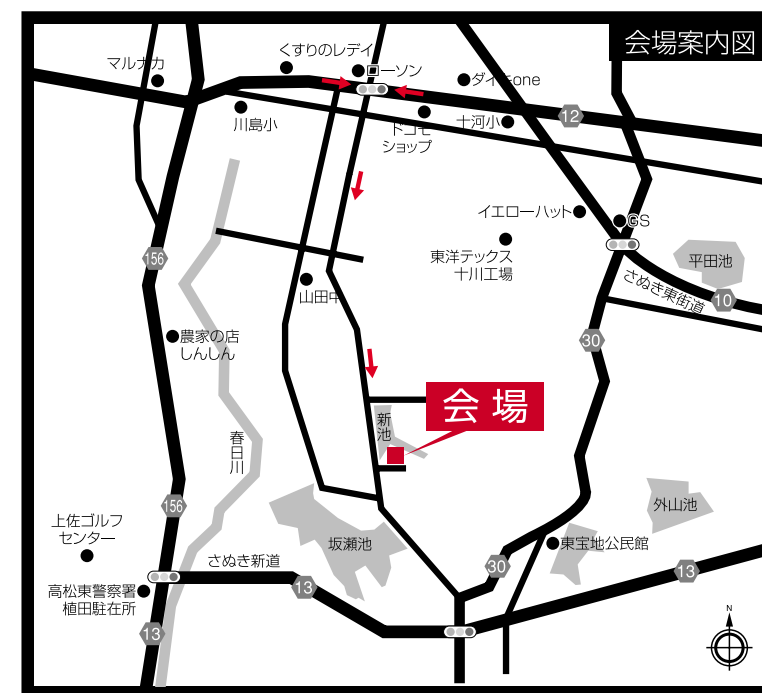 会場案内図
くすりのレディ
マルナカ
ローソン
ダイキone
川島小
ドコモ
ショップ
十河小
12
イエローハット
GS
東洋テックス
十川工場
平田池
さぬき東街道
10
156
山田中
農家の店
しんしん
30
会場
新池
春日川
156
外山池
上佐ゴルフ
センター
坂瀬池
東宝地公民館
さぬき新道
30
13
13
高松東警察署
植田駐在所
13
N